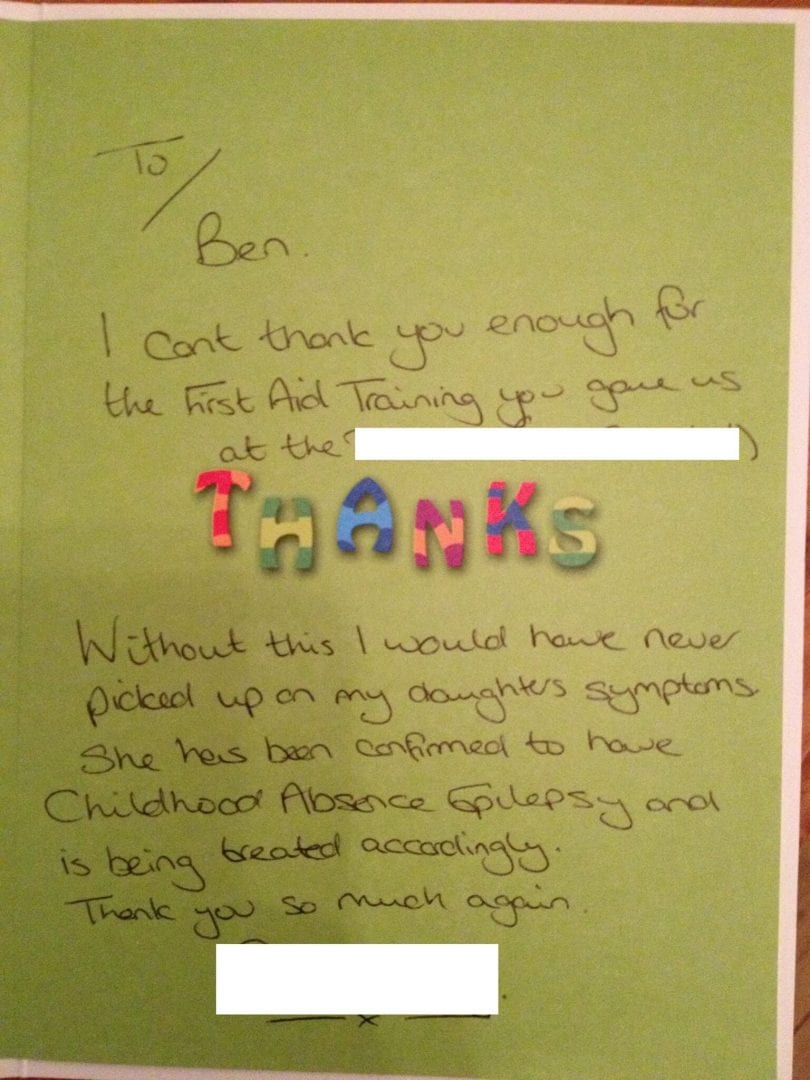 To/
Ben.
I cant thank you enough for
the First Aid Training you gave us
at the )
THANKS
Without this I would have never
picked up on my daughters symptoms.
She has been confirmed to have
Childhood Absence Epilepsy and
is being treated accordingly.
Thank you so much again.
x